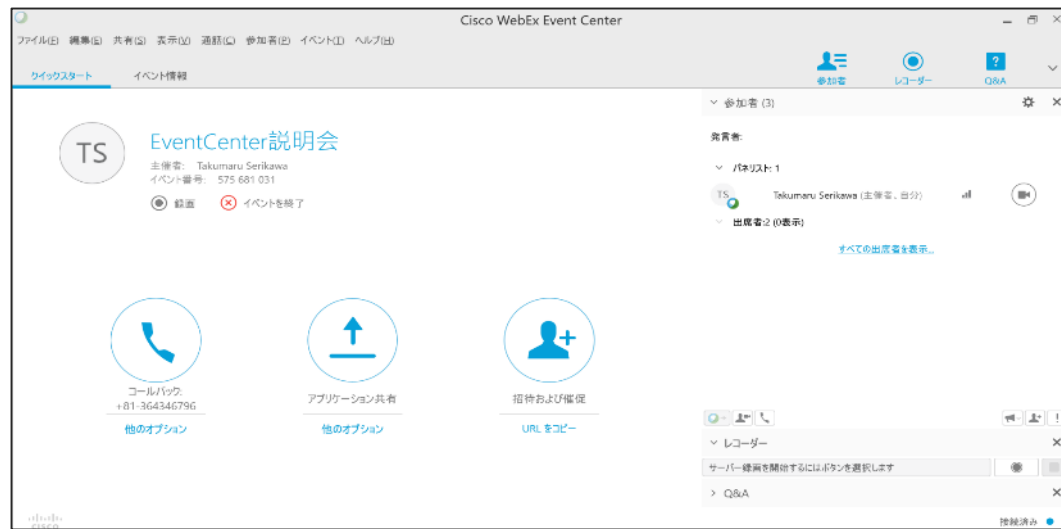 Cisco WebEx Event Center
ファイル(F) 編集(E) 共有(S) 表示(V) 通話(C) 参加者(P) イベント(T) ヘルプ(H)
クイックスタート イベント情報
参加者 レコーダー Q&A
TS
EventCenter説明会
主催者: Takumaru Serikawa
イベント番号: 575 681 031
録画 イベントを終了
コールバック:
+81-364346796
他のオプション
アプリケーション共有
他のオプション
招待および催促
URL をコピー
参加者 (3)
発言者:
パネリスト: 1
TS Takumaru Serikawa (主催者、自分)
出席者:2 (0表示)
すべての出席者を表示...
レコーダー
サーバー録画を開始するにはボタンを選択します
Q&A
接続済み
CISCO